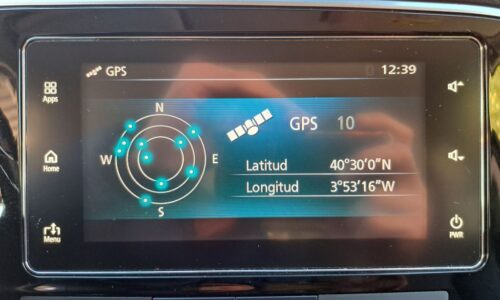 GPS 12:39
Apps
Home
Menu
PWR
N
W E
S
GPS 10
Latitud 40°30'0"N
Longitud 3°53'16"W